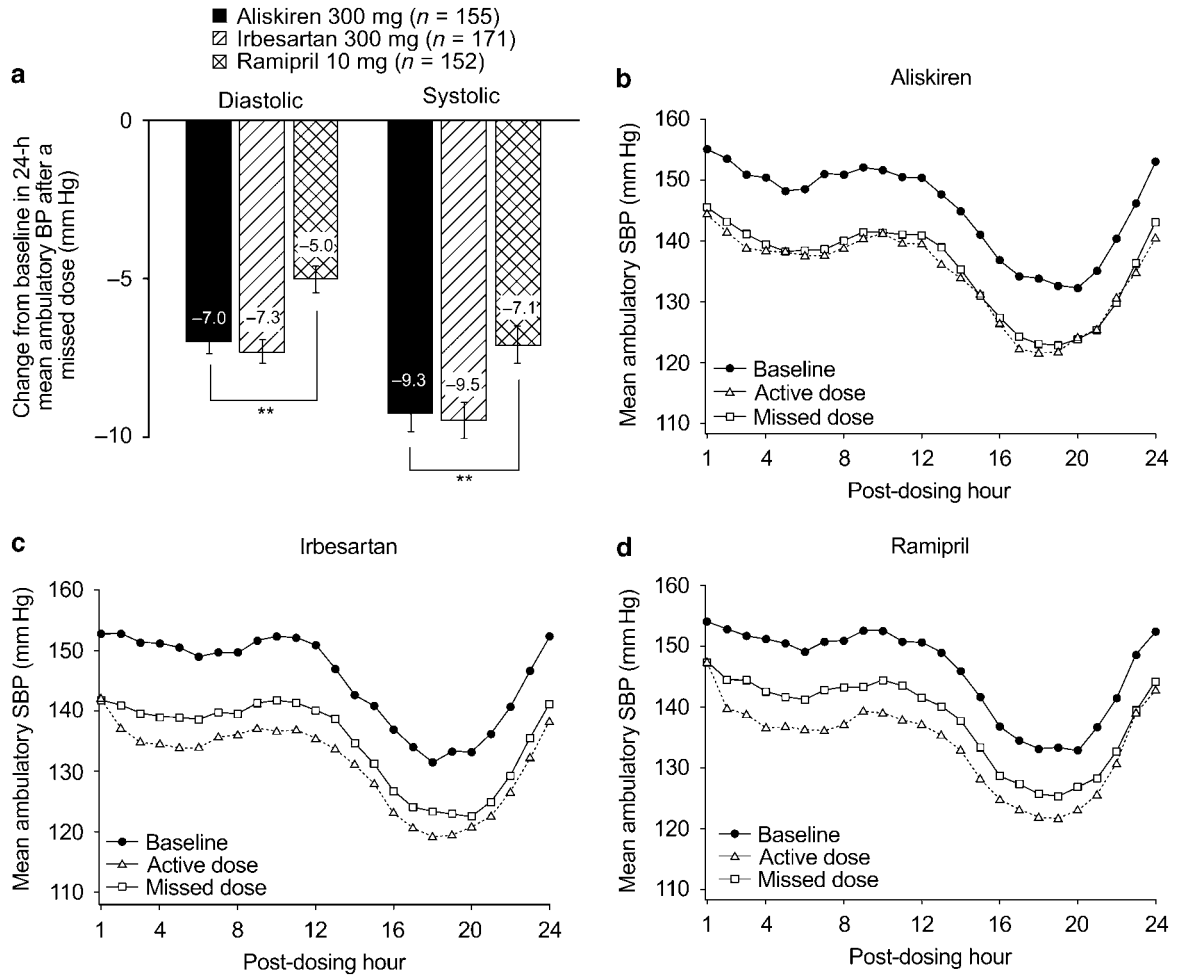 Aliskiren 300 mg (n = 155)
Irbesartan 300 mg (n = 171)
Ramipril 10 mg (n = 152)
a
Diastolic
Systolic
Change from baseline in 24-h
mean ambulatory BP after a
missed dose (mm Hg)
0
–5
–10
–7.0
–7.3
–5.0
–9.3
–9.5
–7.1
**
**
b
Aliskiren
Mean ambulatory SBP (mm Hg)
160
150
140
130
120
110
Baseline
Active dose
Missed dose
1 4 8 12 16 20 24
Post-dosing hour
c
Irbesartan
Mean ambulatory SBP (mm Hg)
160
150
140
130
120
110
Baseline
Active dose
Missed dose
1 4 8 12 16 20 24
Post-dosing hour
d
Ramipril
Mean ambulatory SBP (mm Hg)
160
150
140
130
120
110
Baseline
Active dose
Missed dose
1 4 8 12 16 20 24
Post-dosing hour